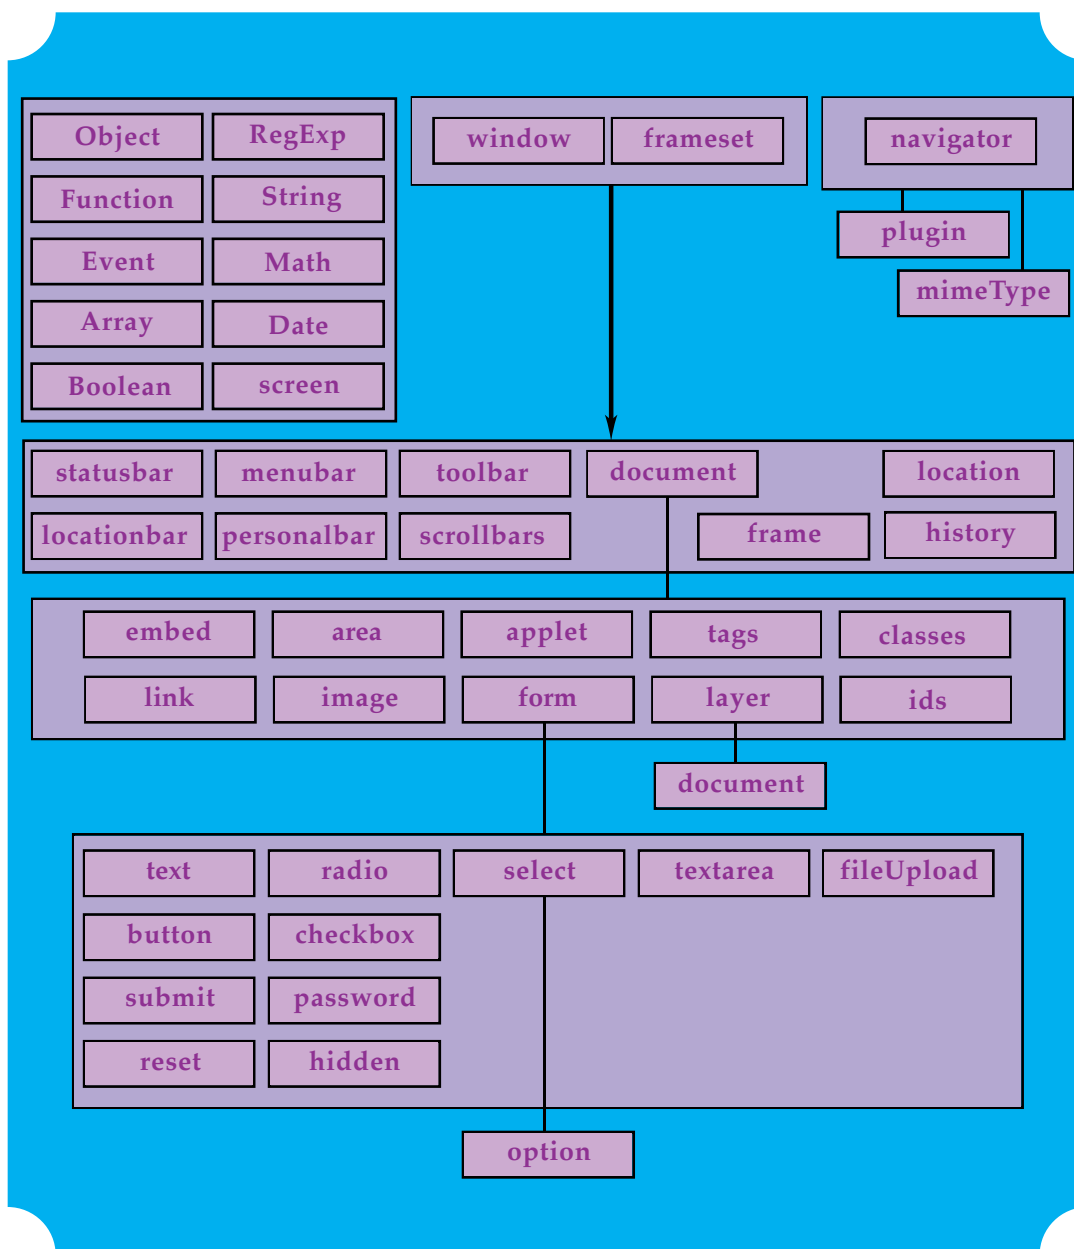 Object
RegExp
Function
String
Event
Math
Array
Date
Boolean
screen
window
frameset
navigator
plugin
mimeType
statusbar
menubar
toolbar
document
location
locationbar
personalbar
scrollbars
frame
history
embed
area
applet
tags
classes
link
image
form
layer
ids
document
text
radio
select
textarea
fileUpload
button
checkbox
submit
password
reset
hidden
option